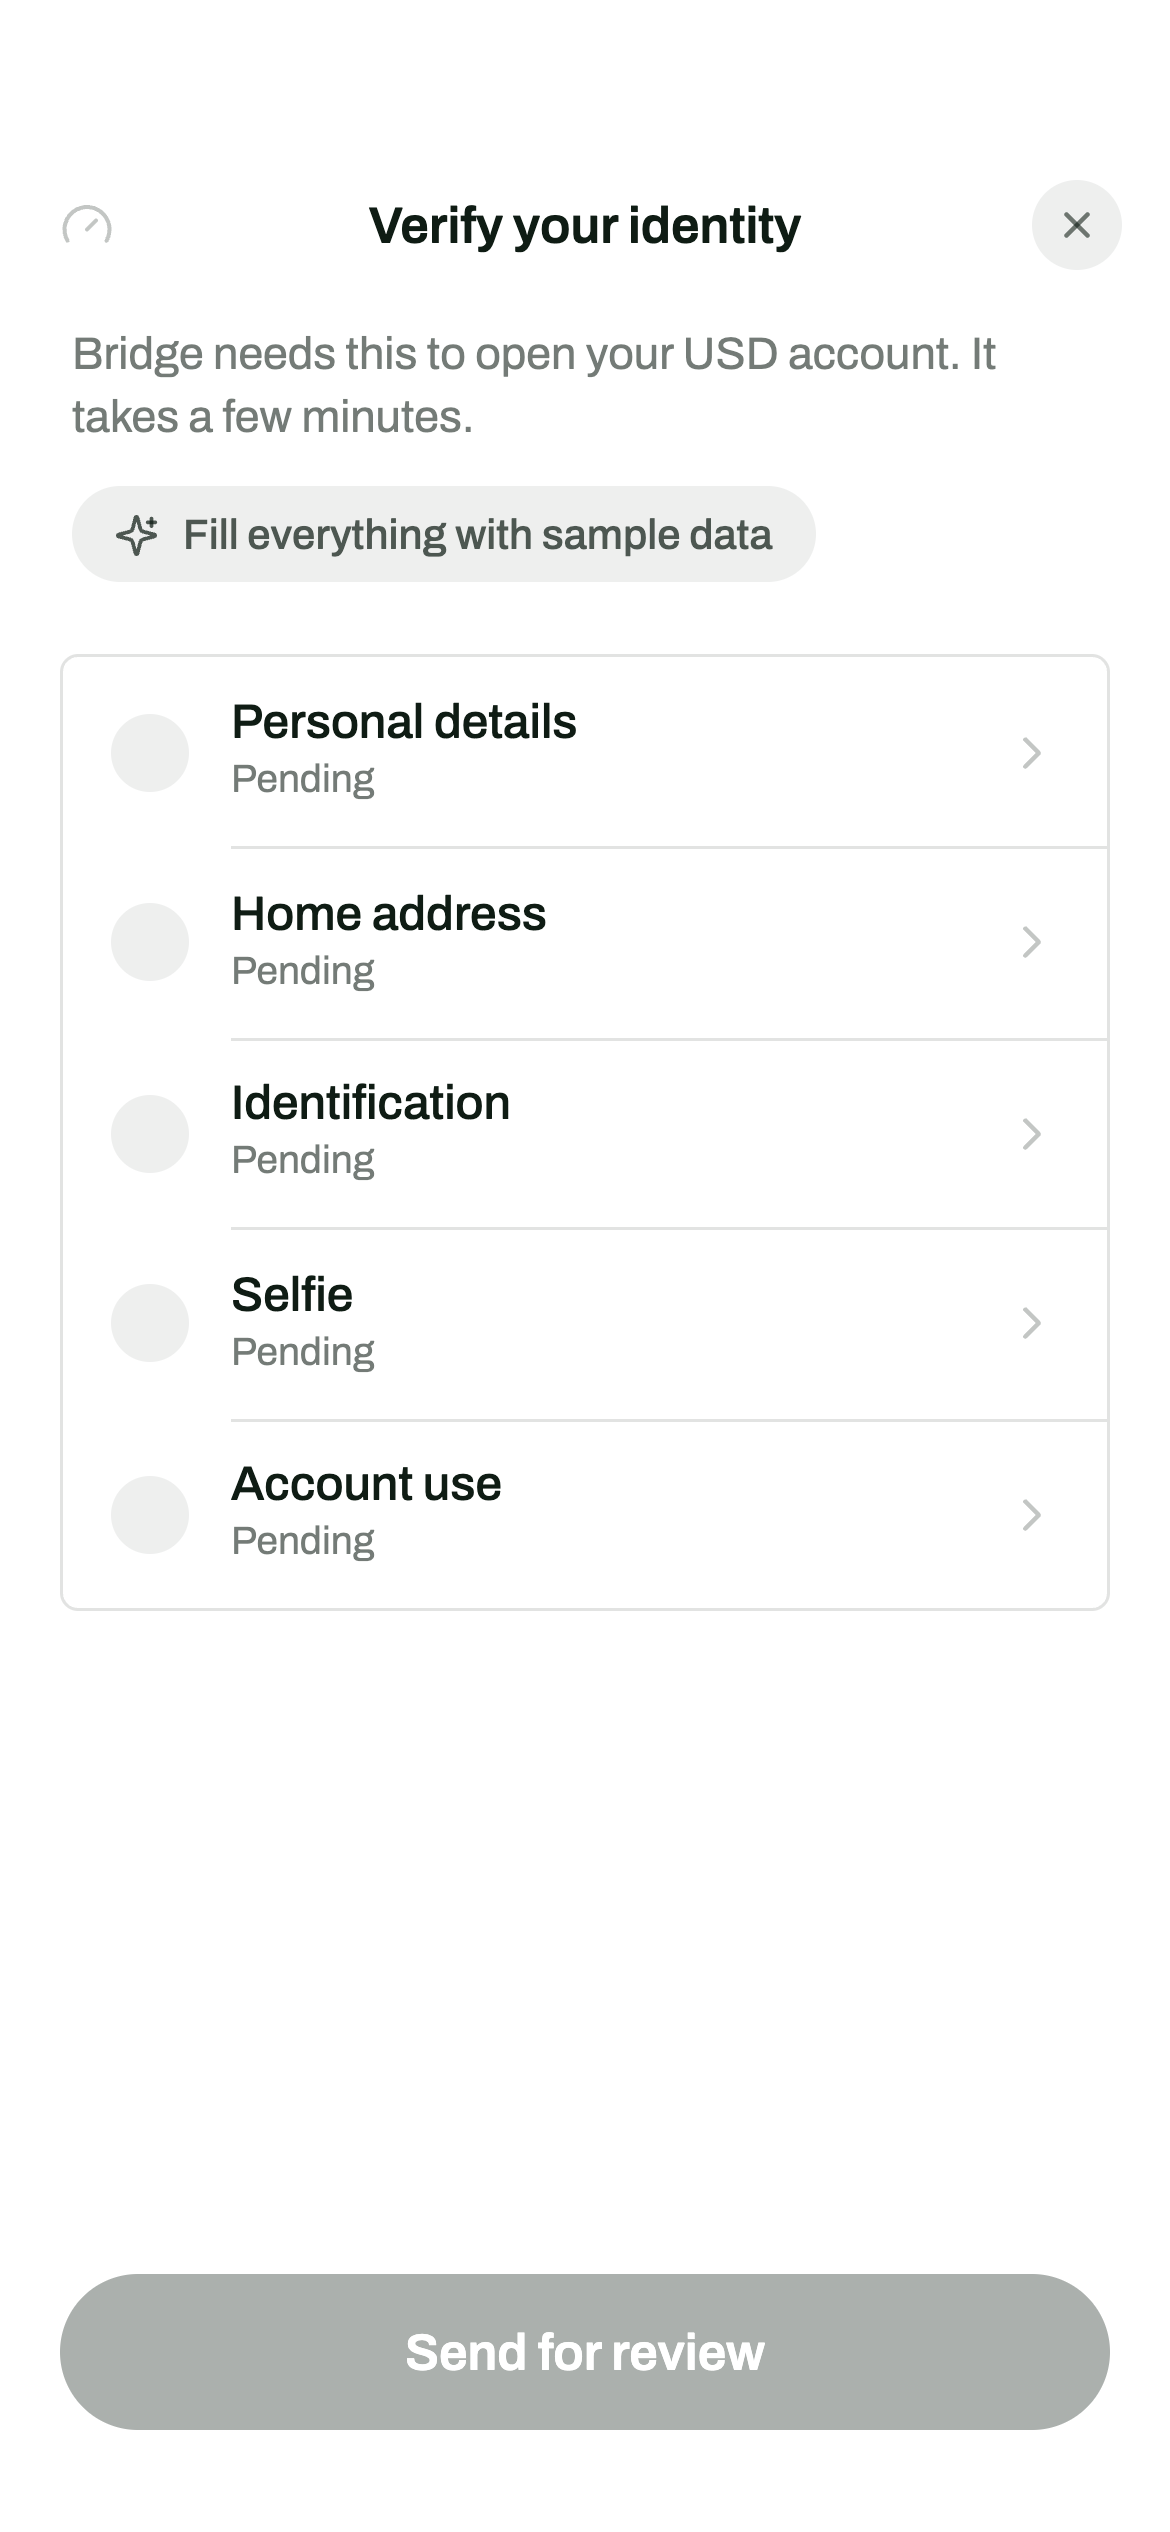 Verify your identity
Bridge needs this to open your USD account. It
takes a few minutes.
Fill everything with sample data
Personal details
Pending
Home address
Pending
Identification
Pending
Selfie
Pending
Account use
Pending
Send for review